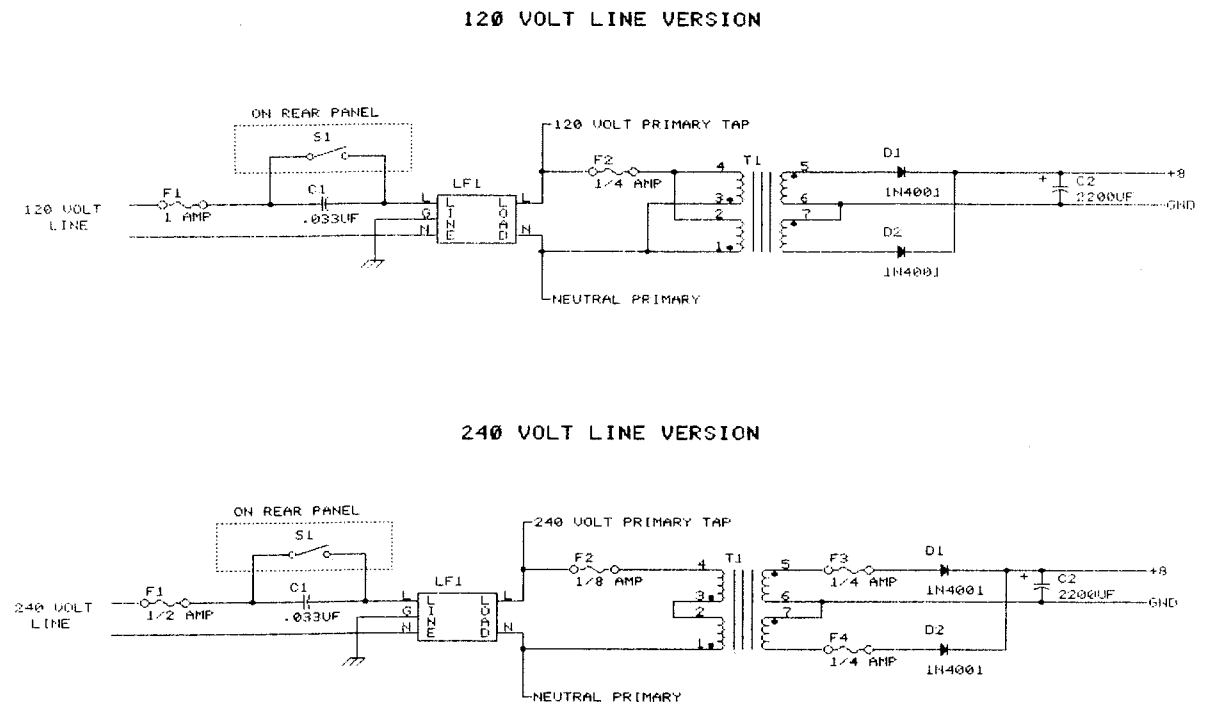 120 VOLT LINE VERSION
ON REAR PANEL
S1
120 VOLT PRIMARY TAP
F1
1 AMP
C1
.033UF
120 VOLT
LINE
LF1
L
G
N
LINE
LOAD
L
N
F2
1/4 AMP
4
3
2
1
T1
5
6
7
D1
1N4001
D2
1N4001
+
C2
2200UF
+8
GND
NEUTRAL PRIMARY
240 VOLT LINE VERSION
ON REAR PANEL
S1
240 VOLT PRIMARY TAP
F1
1/2 AMP
C1
.033UF
240 VOLT
LINE
LF1
L
G
N
LINE
LOAD
L
N
F2
1/8 AMP
4
3
2
1
T1
5
6
7
F3
1/4 AMP
D1
1N4001
F4
1/4 AMP
D2
1N4001
+
C2
2200UF
+8
GND
NEUTRAL PRIMARY